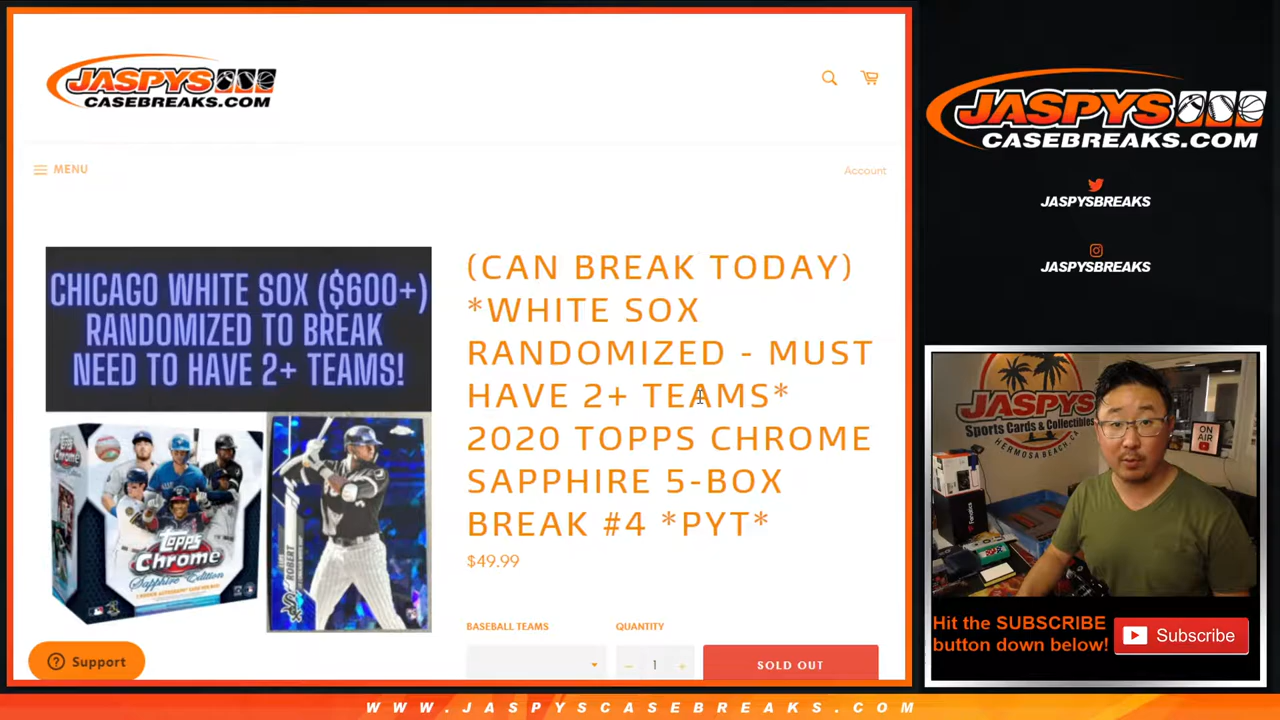 JASPYS
CASEBREAKS.COM
MENU
Account
CHICAGO WHITE SOX ($600+)
RANDOMIZED TO BREAK
NEED TO HAVE 2+ TEAMS!
Topps
Chrome
Sapphire Edition
ROBERT
(CAN BREAK TODAY)
*WHITE SOX
RANDOMIZED - MUST
HAVE 2+ TEAMS*
2020 TOPPS CHROME
SAPPHIRE 5-BOX
BREAK #4 *PYT*
$49.99
BASEBALL TEAMS
QUANTITY
1
SOLD OUT
Support
JASPYS
CASEBREAKS.COM
JASPYSBREAKS
JASPYSBREAKS
JASPYS
Sports Cards & Collectibles
HERMOSA BEACH, CA
ON AIR
Fanatics
Hit the SUBSCRIBE
button down below!
Subscribe
WWW.JASPYSCASEBREAKS.COM